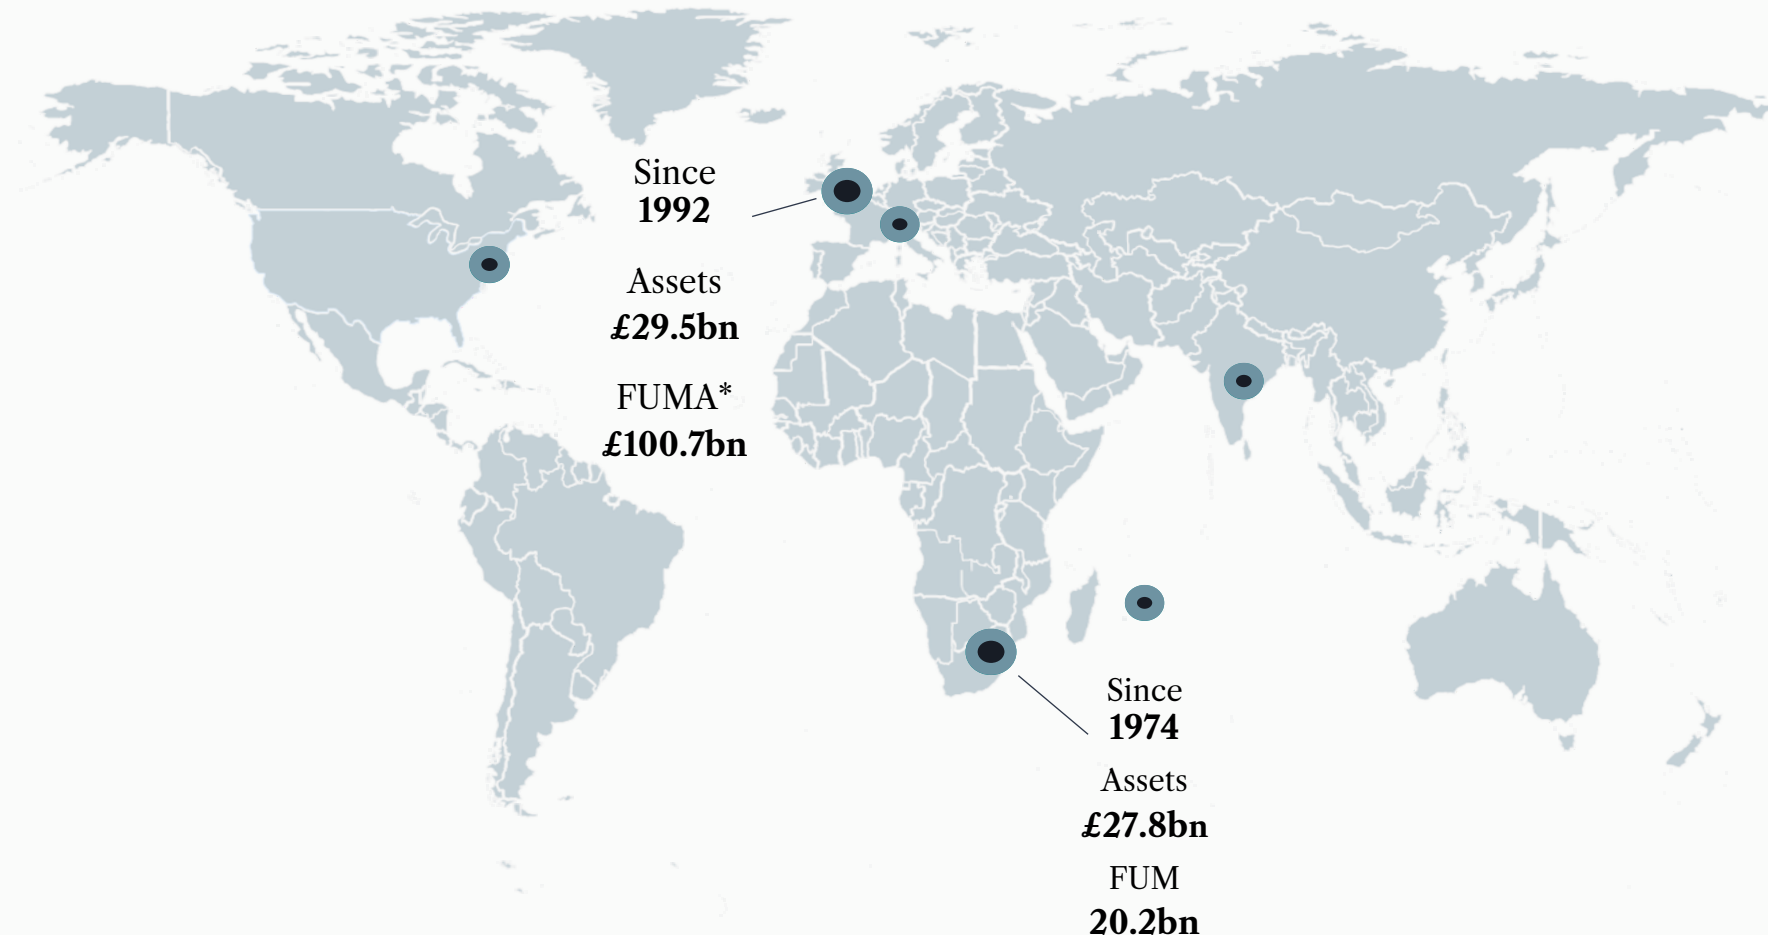 Since
1992
Assets
£29.5bn
FUMA*
£100.7bn
Since
1974
Assets
£27.8bn
FUM
20.2bn